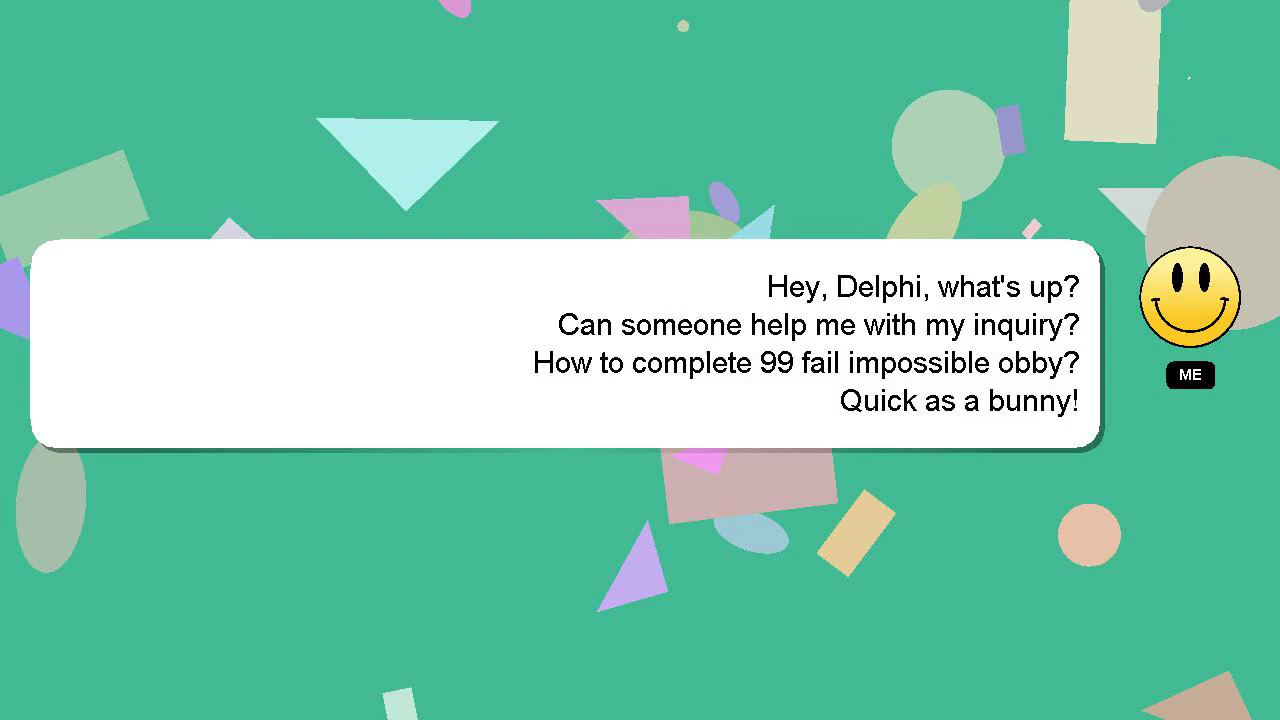 Hey, Delphi, what's up?
Can someone help me with my inquiry?
How to complete 99 fail impossible obby?
Quick as a bunny!
ME